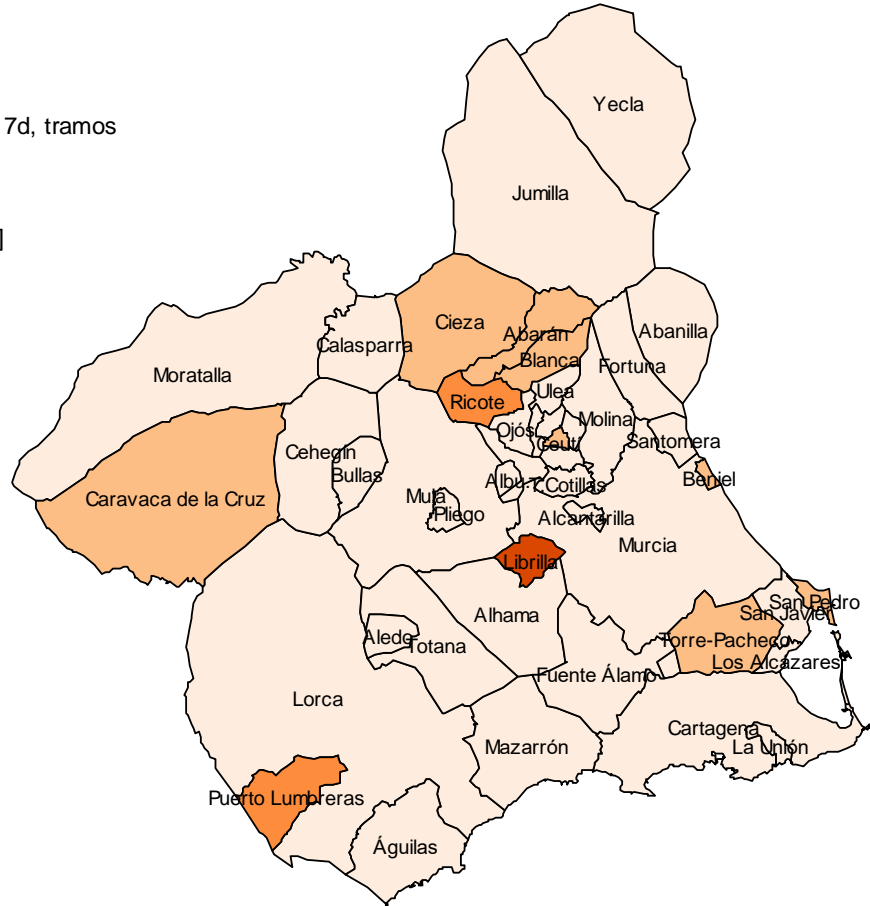 Yecla
7d, tramos
Jumilla
]
Cieza
Abarán
Abanilla
Calasparra
Blanca
Fortuna
Moratalla
Ulea
Ricote
Molina
Ojós
Ceutí
Santomera
Cehegín
Bullas
Beniel
Albu.
T.Cotillas
Caravaca de la Cruz
Mula
Pliego
Alcantarilla
Murcia
Librilla
San Pedro
San Javier
Alhama
Aledo
Totana
Torre-Pacheco
Los Alcázares
Fuente Álamo
Lorca
Cartagena
La Unión
Mazarrón
Puerto Lumbreras
Águilas